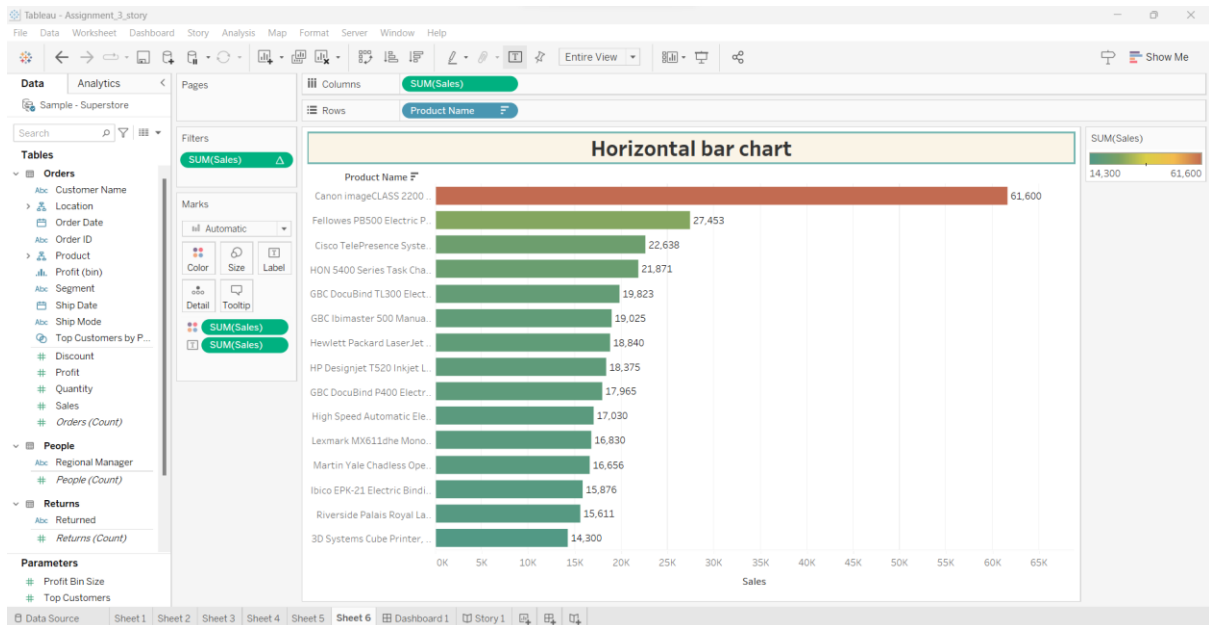 Tableau - Assignment_3_story
File Data Worksheet Dashboard Story Analysis Map Format Server Window Help
Entire View
Show Me
Data Analytics
Sample - Superstore
Search
Tables
Orders
Abc Customer Name
Location
Order Date
Abc Order ID
Product
Profit (bin)
Abc Segment
Ship Date
Abc Ship Mode
Top Customers by P...
# Discount
# Profit
# Quantity
# Sales
# Orders (Count)
People
Abc Regional Manager
# People (Count)
Returns
Abc Returned
# Returns (Count)
Parameters
# Profit Bin Size
# Top Customers
Pages
Filters
SUM(Sales)
Marks
Automatic
Color Size Label
Detail Tooltip
SUM(Sales)
SUM(Sales)
Columns SUM(Sales)
Rows Product Name
Horizontal bar chart
Product Name
Canon imageCLASS 2200 .. 61,600
Fellowes PB500 Electric P.. 27,453
Cisco TelePresence Syste.. 22,638
HON 5400 Series Task Cha.. 21,871
GBC DocuBind TL300 Elect.. 19,823
GBC Ibimaster 500 Manua.. 19,025
Hewlett Packard LaserJet .. 18,840
HP Designjet T520 Inkjet L.. 18,375
GBC DocuBind P400 Electr.. 17,965
High Speed Automatic Ele.. 17,030
Lexmark MX611dhe Mono.. 16,830
Martin Yale Chadless Ope.. 16,656
Ibico EPK-21 Electric Bindi.. 15,876
Riverside Palais Royal La.. 15,611
3D Systems Cube Printer, .. 14,300
0K 5K 10K 15K 20K 25K 30K 35K 40K 45K 50K 55K 60K 65K
Sales
SUM(Sales)
14,300 61,600
Data Source Sheet 1 Sheet 2 Sheet 3 Sheet 4 Sheet 5 Sheet 6 Dashboard 1 Story 1